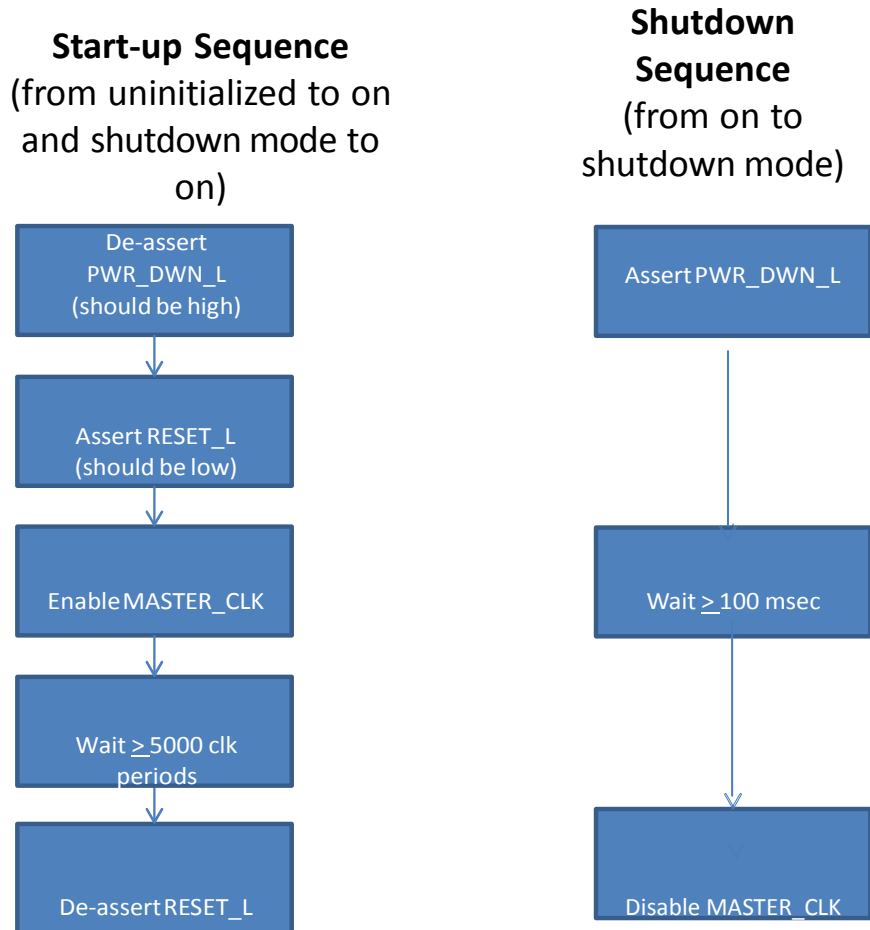 Start-up Sequence
(from uninitialized to on
and shutdown mode to
on)
De-assert
PWR_DWN_L
(should be high)
Assert RESET_L
(should be low)
Enable MASTER_CLK
Wait > 5000 clk
periods
De-assert RESET_L
Shutdown
Sequence
(from on to
shutdown mode)
Assert PWR_DWN_L
Wait > 100 msec
Disable MASTER_CLK